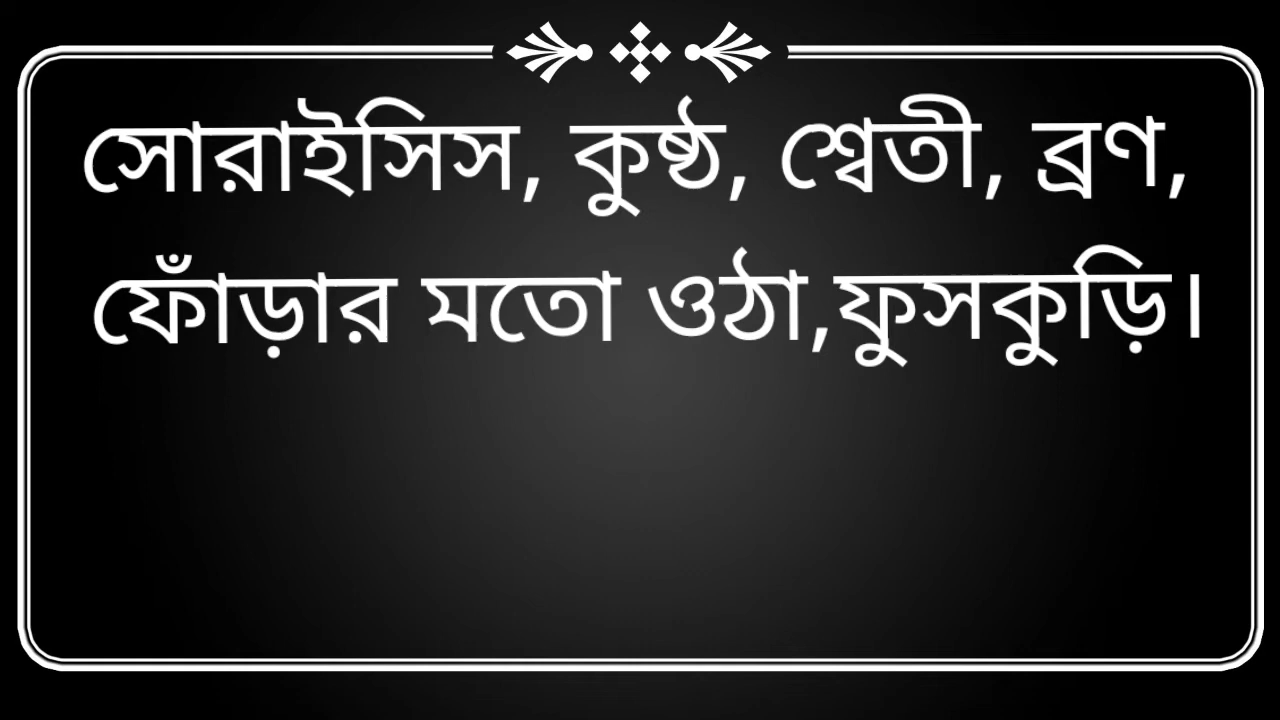 সোরাইসিস, কুষ্ঠ, শ্বেতী, ব্রণ,
ফোঁড়ার মতো ওঠা,ফুসকুড়ি।